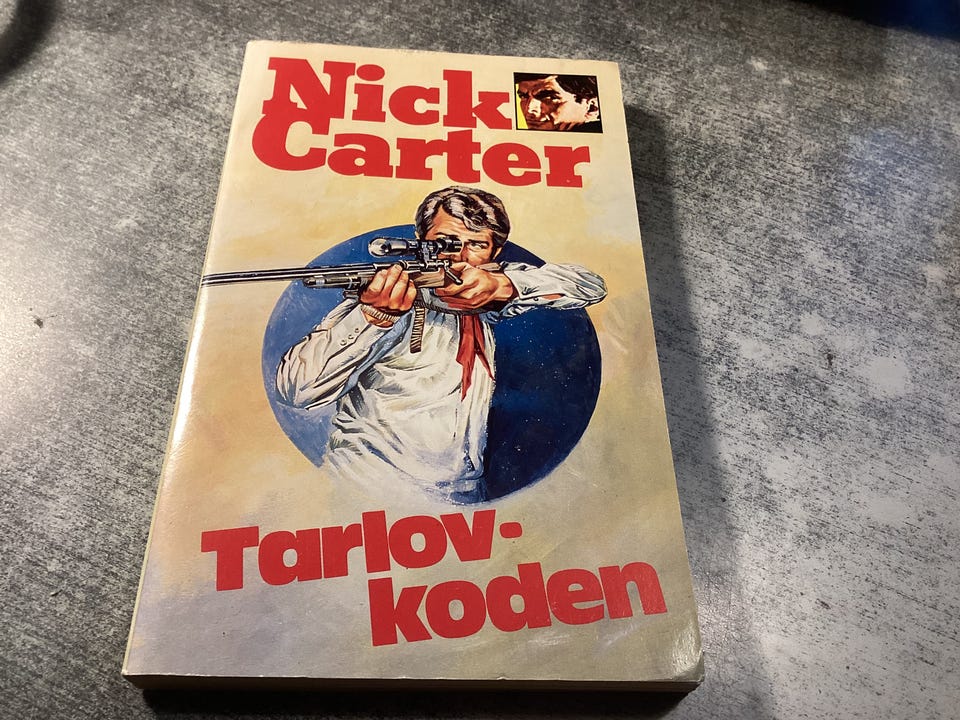 Nick
Carter
Tarlov-
koden